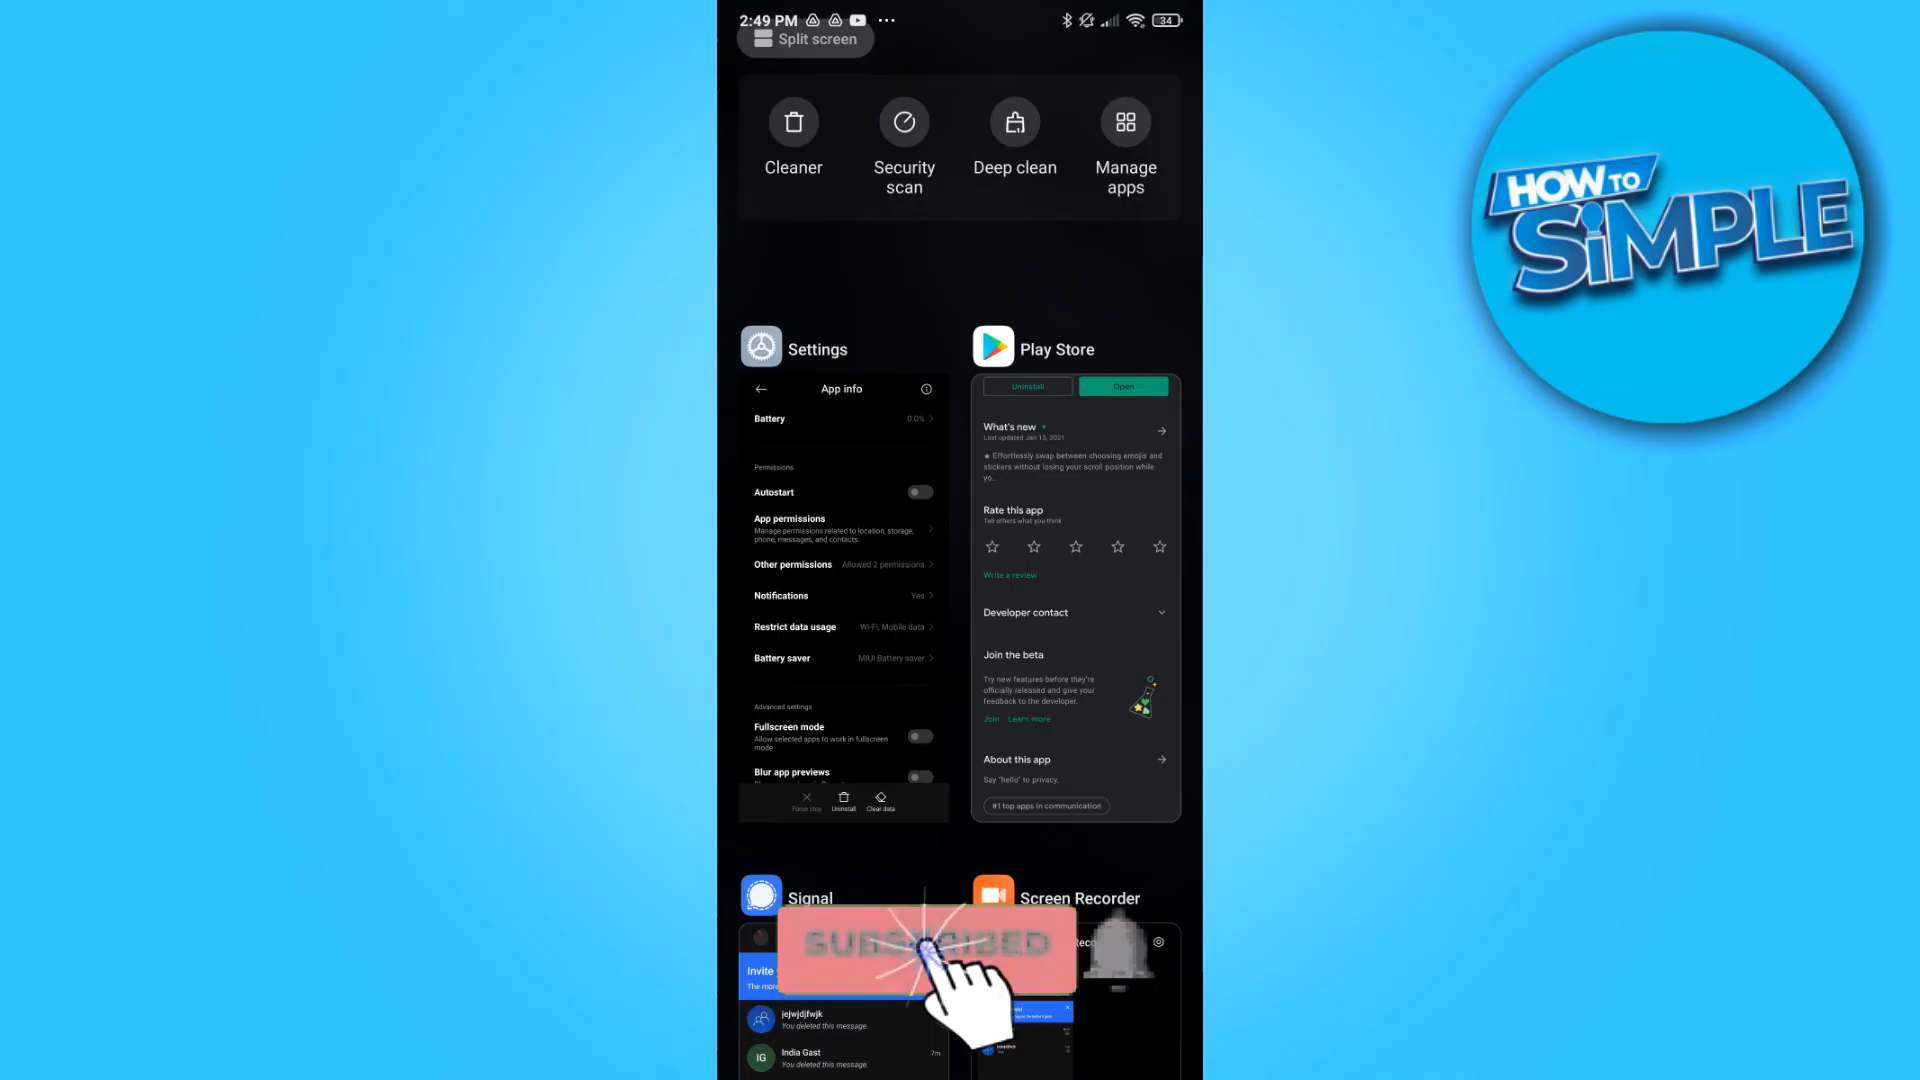 2:49 PM
34
Split screen
Cleaner
Security
scan
Deep clean
Manage
apps
HOW TO
SiMPLE
Settings
App info
Battery
0.0%
Permissions
Autostart
App permissions
Manage permissions related to location, storage,
phone, messages, and contacts.
Other permissions
Allowed 2 permissions
Notifications
Yes
Restrict data usage
Wi-Fi, Mobile data
Battery saver
MIUI Battery saver
Advanced settings
Fullscreen mode
Allow selected apps to work in fullscreen
mode
Blur app previews
Force stop
Uninstall
Clear data
Play Store
Uninstall
Open
What's new
Last updated Jan 13, 2021
★ Effortlessly swap between choosing emojis and
stickers without losing your scroll position while
yo...
Rate this app
Tell others what you think
Write a review
Developer contact
Join the beta
Try new features before they're
officially released and give your
feedback to the developer.
Join
Learn more
About this app
Say "hello" to privacy.
#1 top apps in communication
Signal
Invite
The mor
jejwjdjfwjk
You deleted this message.
IG
India Gast
7m
You deleted this message.
Screen Recorder
Reco
SUBSCRIBED